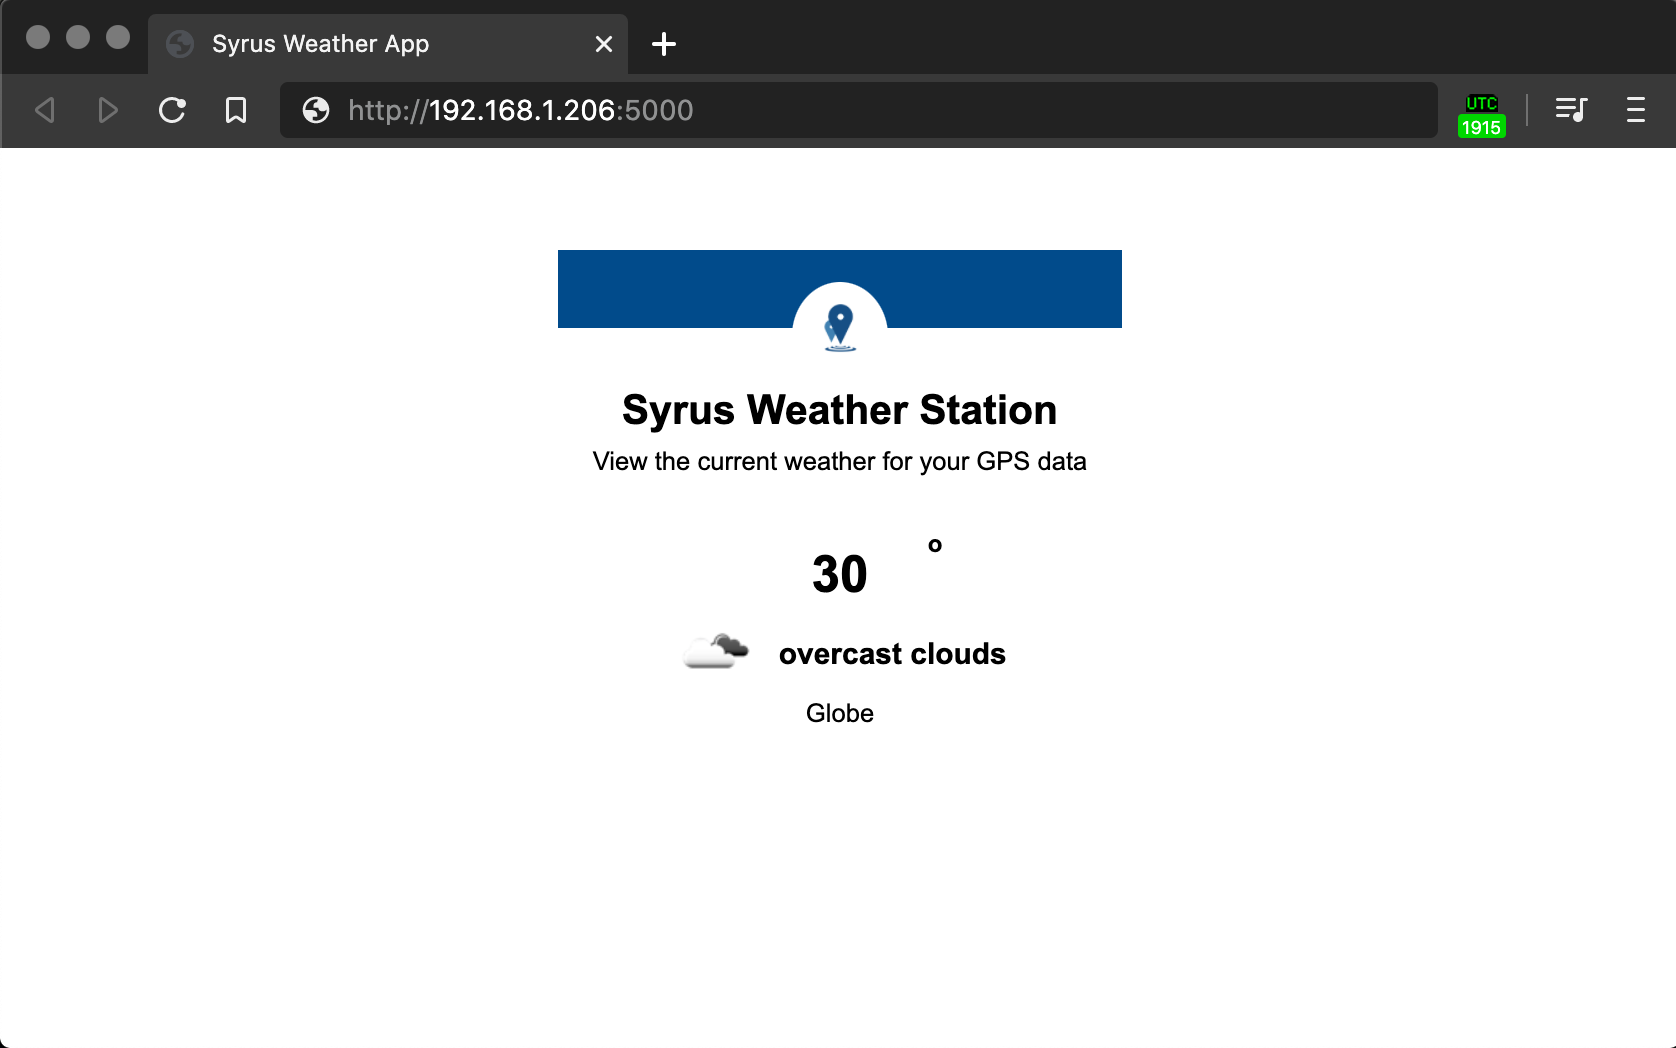 Syrus Weather App
http://192.168.1.206:5000
UTC
1915
Syrus Weather Station
View the current weather for your GPS data
30 °
overcast clouds
Globe